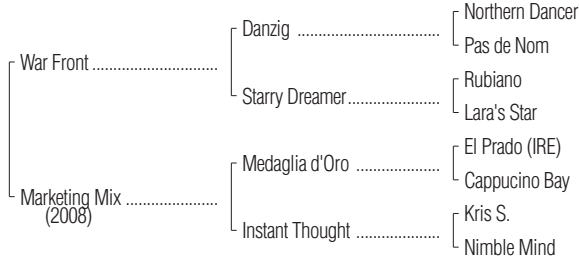 Northern Dancer
Danzig ................................
Pas de Nom
War Front ............................
Rubiano
Starry Dreamer.....................
Lara's Star
El Prado (IRE)
Medaglia d'Oro ...................
Cappucino Bay
Marketing Mix ....................
(2008)
Kris S.
Instant Thought ....................
Nimble Mind